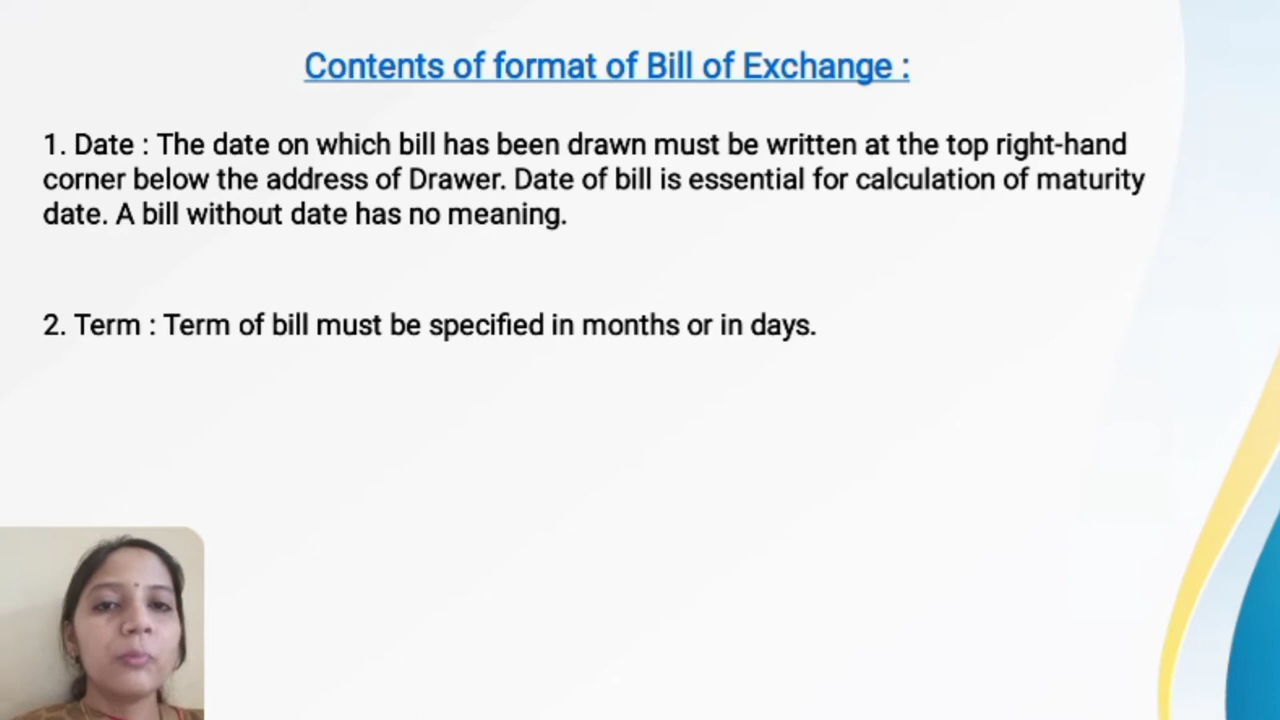 Contents of format of Bill of Exchange :
1. Date : The date on which bill has been drawn must be written at the top right-hand
corner below the address of Drawer. Date of bill is essential for calculation of maturity
date. A bill without date has no meaning.
2. Term : Term of bill must be specified in months or in days.